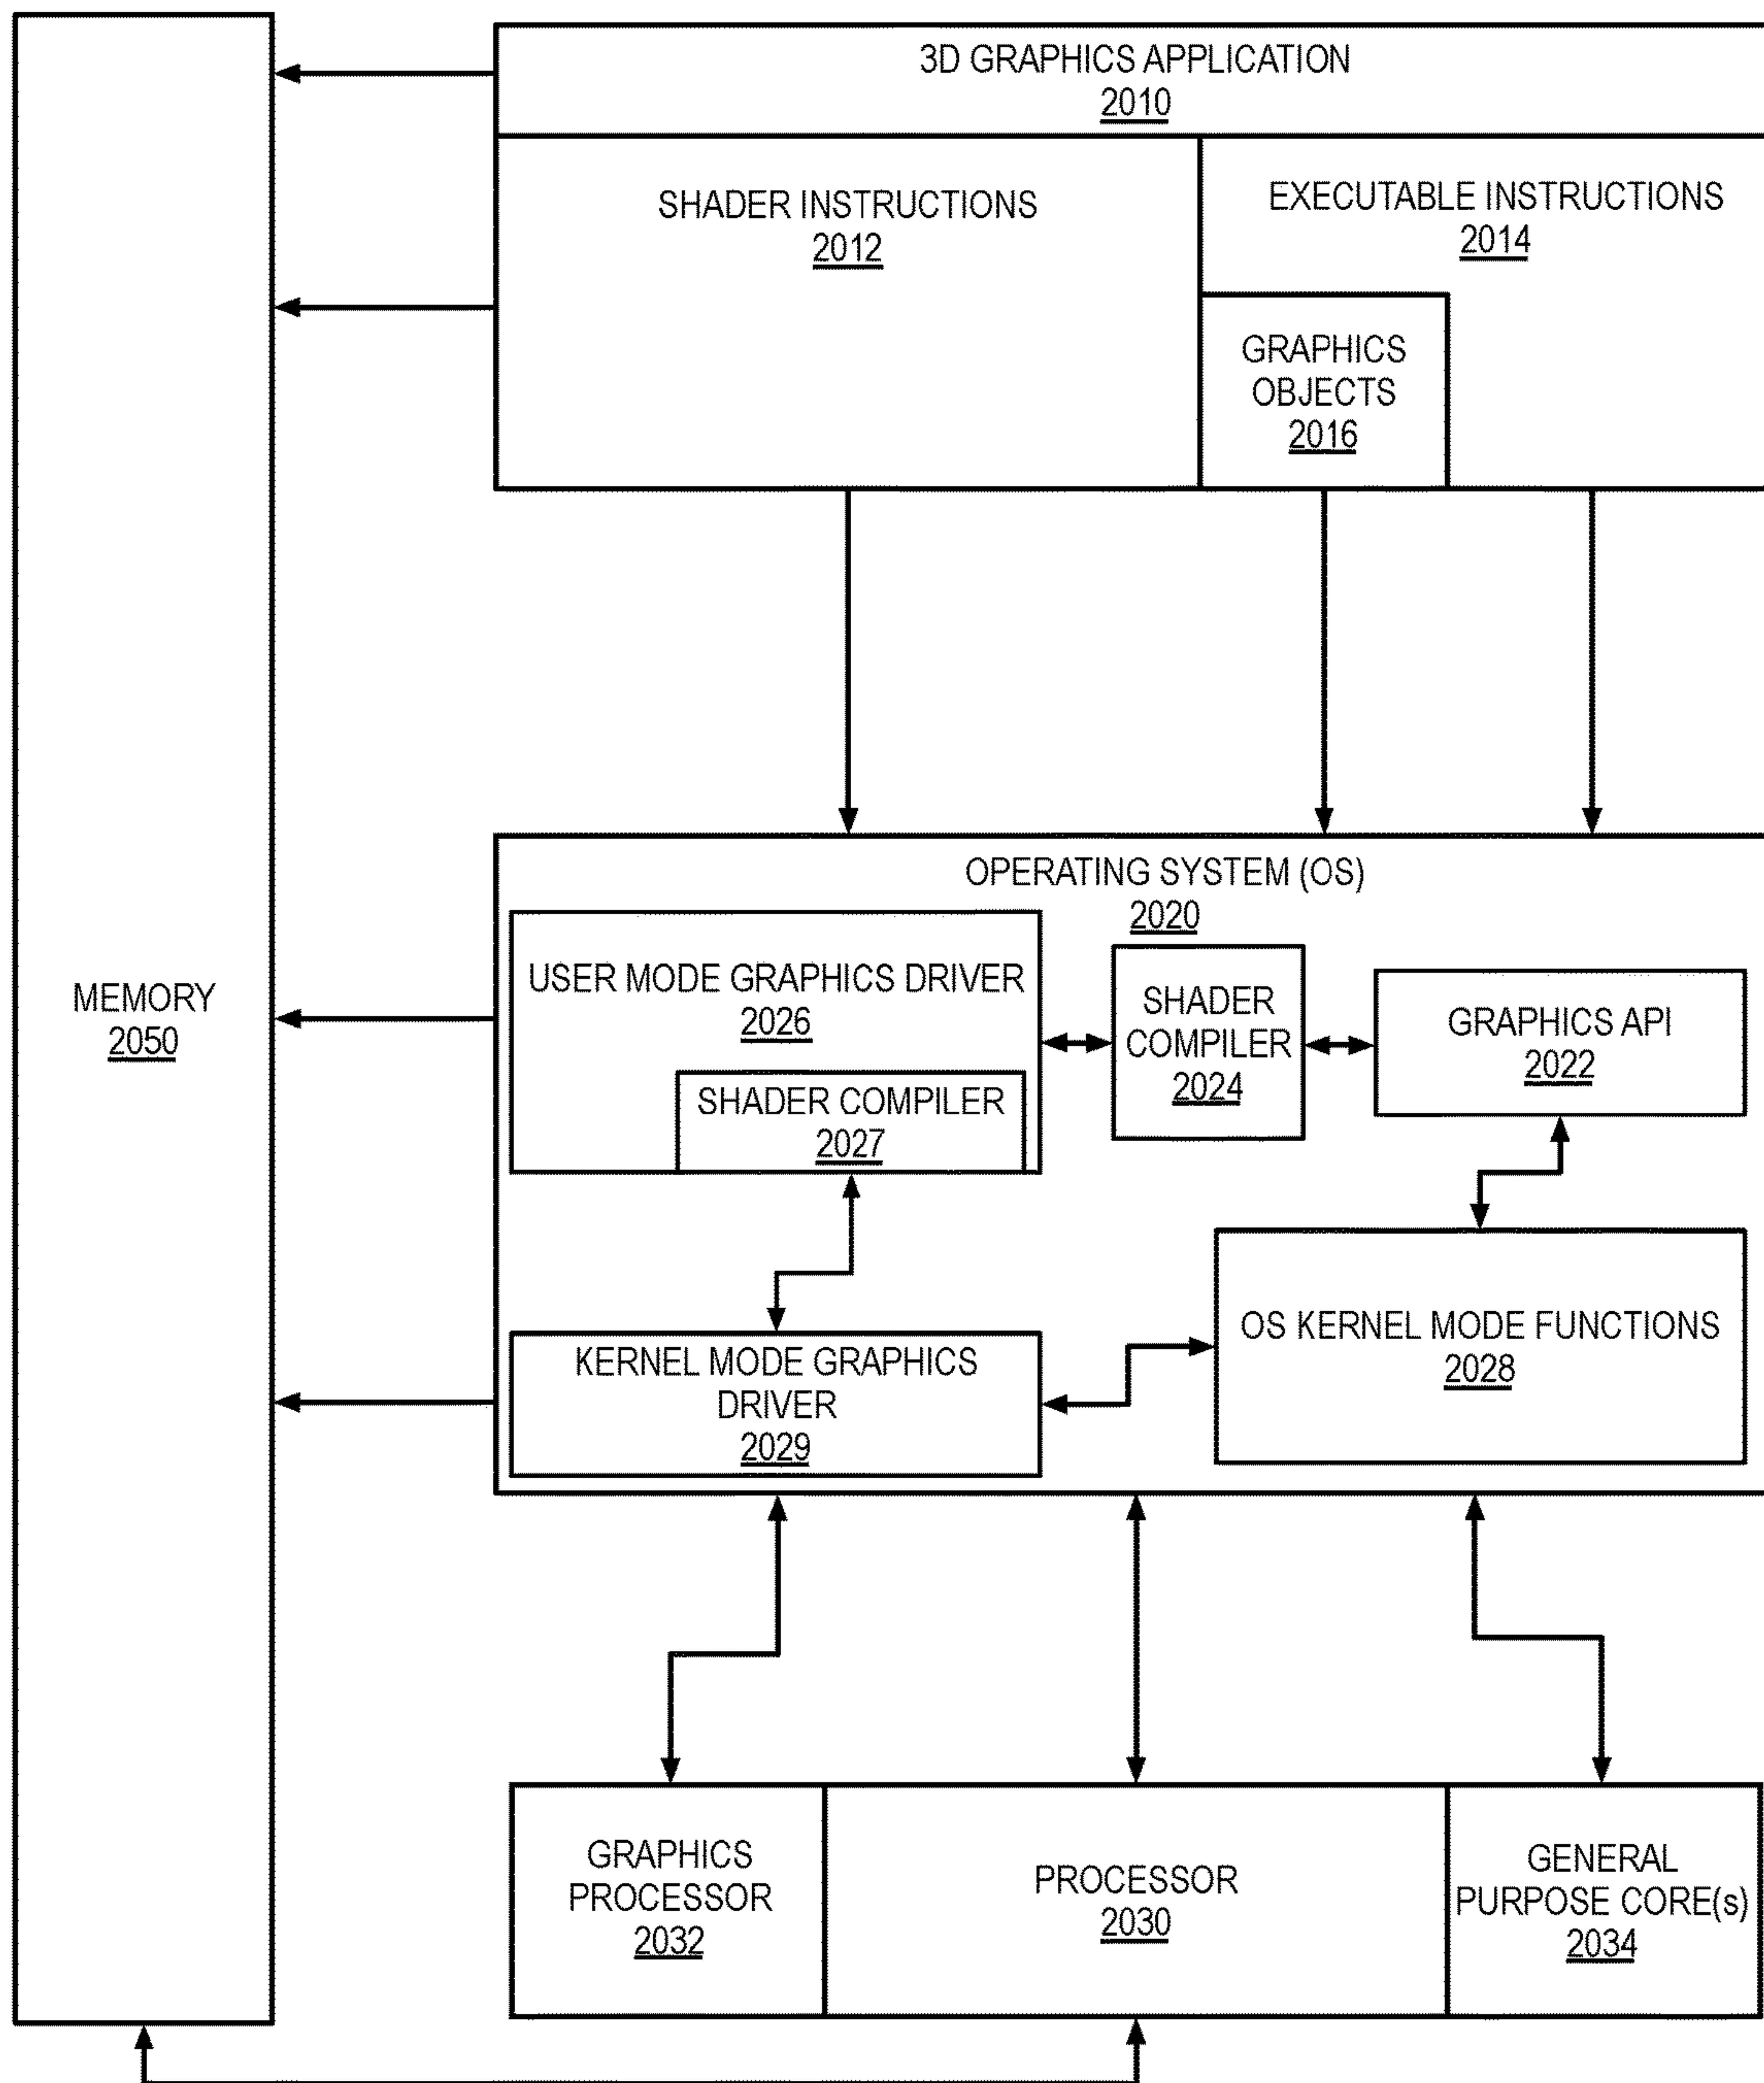 3D GRAPHICS APPLICATION
2010
SHADER INSTRUCTIONS
2012
EXECUTABLE INSTRUCTIONS
2014
GRAPHICS
OBJECTS
2016
MEMORY
2050
OPERATING SYSTEM (OS)
2020
USER MODE GRAPHICS DRIVER
2026
SHADER COMPILER
2027
SHADER
COMPILER
2024
GRAPHICS API
2022
KERNEL MODE GRAPHICS
DRIVER
2029
OS KERNEL MODE FUNCTIONS
2028
GRAPHICS
PROCESSOR
2032
PROCESSOR
2030
GENERAL
PURPOSE CORE(s)
2034